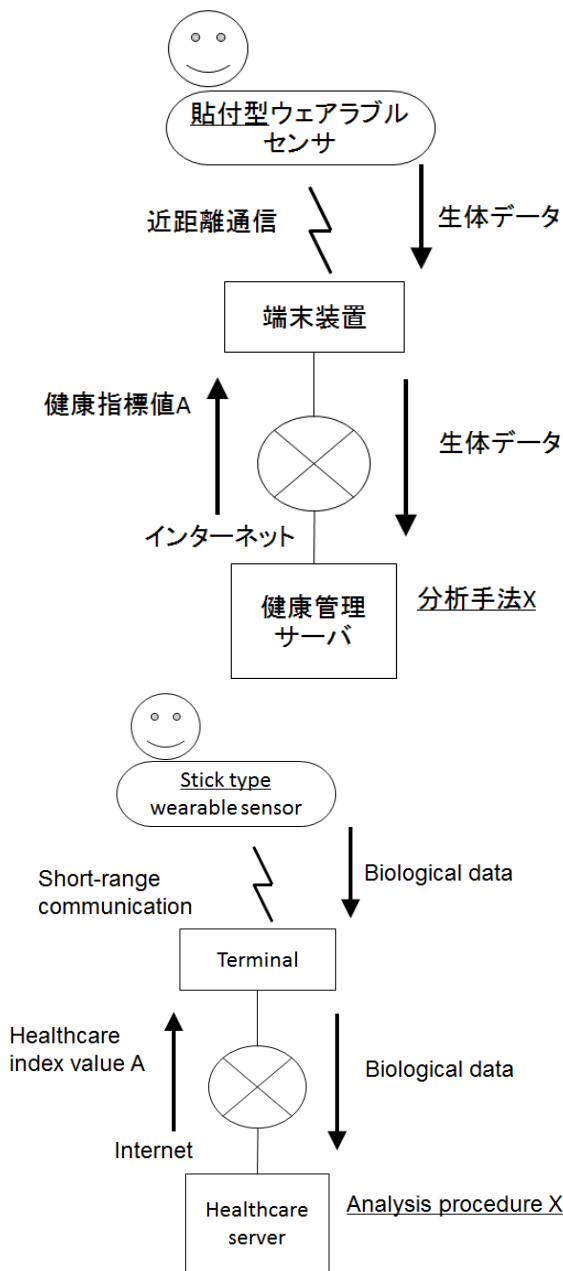 貼付型ウェアラブル
センサ
近距離通信
生体データ
端末装置
健康指標値A
生体データ
インターネット
健康管理
サーバ
分析手法X
Stick type
wearable sensor
Short-range
communication
Biological data
Terminal
Healthcare
index value A
Biological data
Internet
Healthcare
server
Analysis procedure X